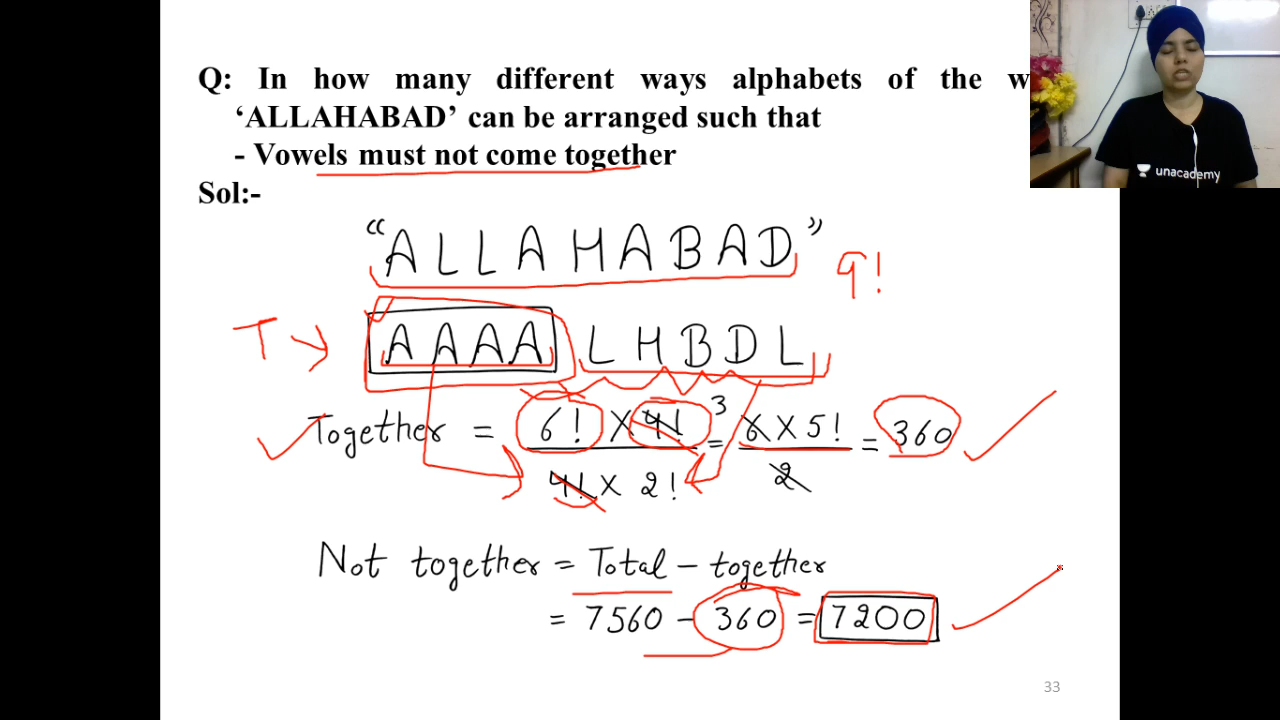 Q: In how many different ways alphabets of the w
‘ALLAHABAD’ can be arranged such that
- Vowels must not come together
Sol:-
unacademy
“ALLAHABAD”
9!
T → AAAA LHBDL
Together = 6! X 4! / 4! X 2! = 3 6 X 5! / 2 = 360
Not together = Total - together
= 7560 - 360 = 7200
33